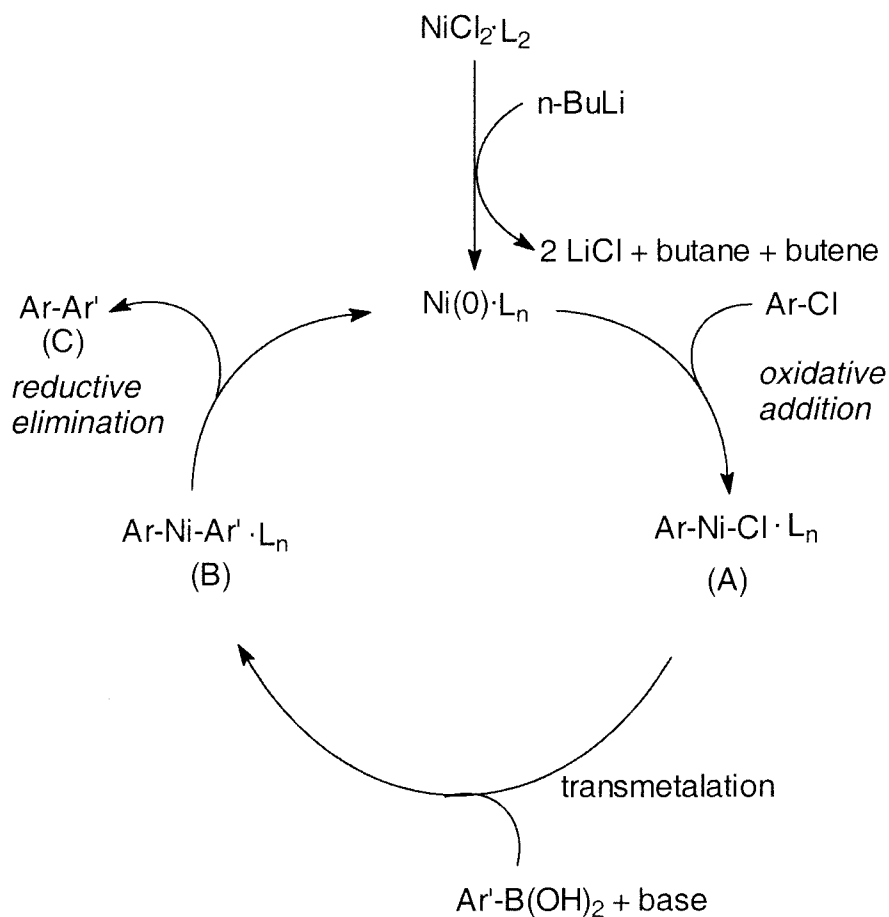 NiCl₂·L₂
n-BuLi
2 LiCl + butane + butene
Ar-Ar'
(C)
reductive
elimination
Ni(0)·Lₙ
Ar-Cl
oxidative
addition
Ar-Ni-Ar'·Lₙ
(B)
Ar-Ni-Cl·Lₙ
(A)
transmetalation
Ar'-B(OH)₂ + base